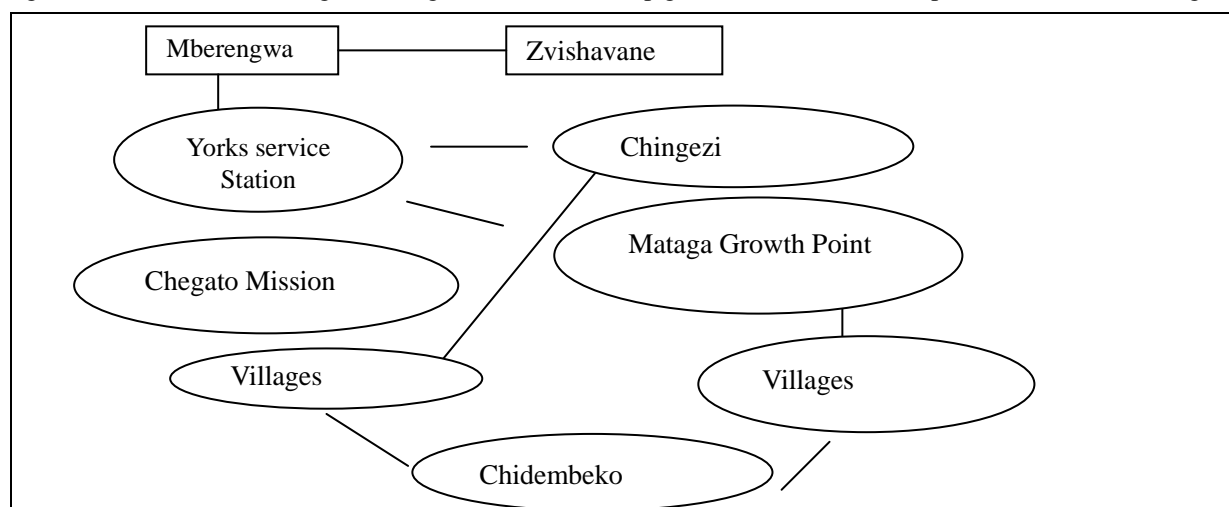 Mberengwa
Zvishavane
Yorks service
Station
Chingezi
Mataga Growth Point
Chegato Mission
Villages
Villages
Chidembeko